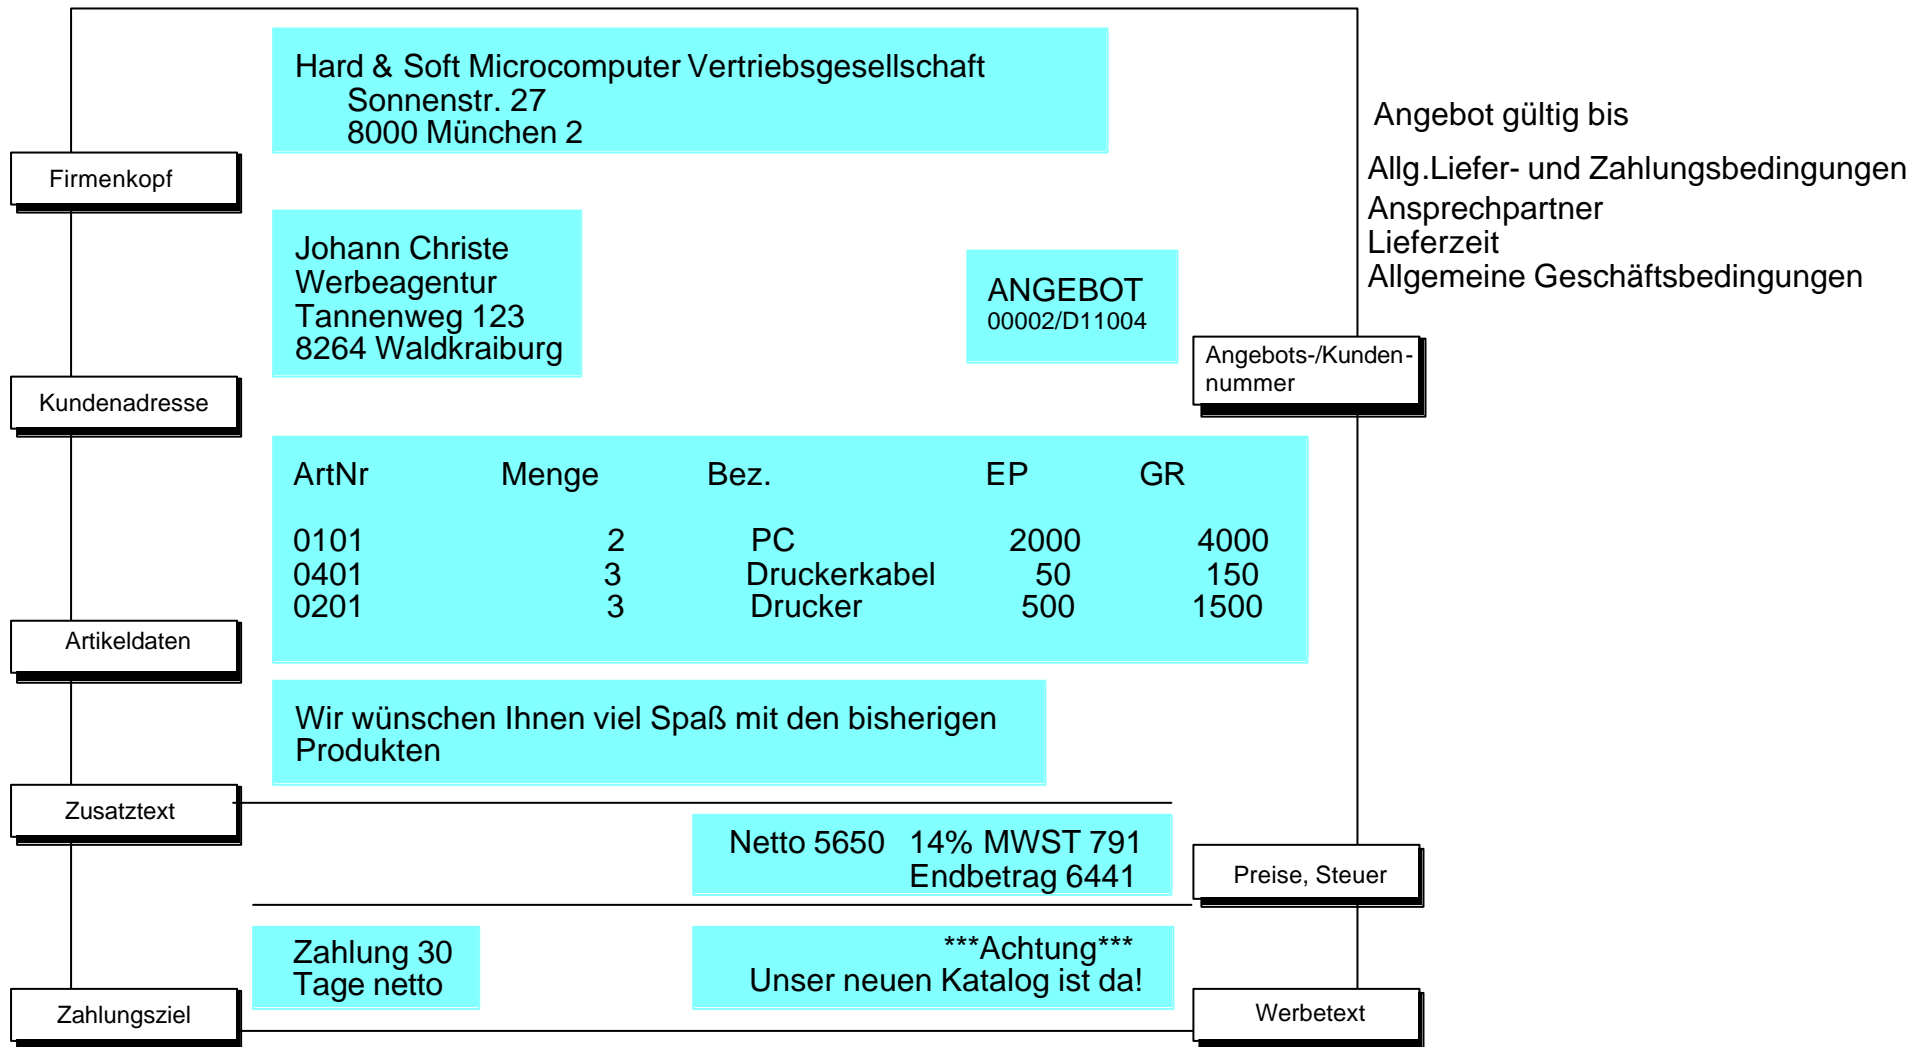 Hard & Soft Microcomputer Vertriebsgesellschaft
Sonnenstr. 27
8000 München 2
Angebot gültig bis
Allg.Liefer- und Zahlungsbedingungen
Ansprechpartner
Lieferzeit
Allgemeine Geschäftsbedingungen
Firmenkopf
Johann Christe
Werbeagentur
Tannenweg 123
8264 Waldkraiburg
ANGEBOT
00002/D11004
Angebots-/Kunden-
nummer
Kundenadresse
ArtNr Menge Bez. EP GR
0101 2 PC 2000 4000
0401 3 Druckerkabel 50 150
0201 3 Drucker 500 1500
Artikeldaten
Wir wünschen Ihnen viel Spaß mit den bisherigen
Produkten
Zusatztext
Netto 5650 14% MWST 791
Endbetrag 6441
Preise, Steuer
Zahlung 30
Tage netto
***Achtung***
Unser neuen Katalog ist da!
Zahlungsziel
Werbetext